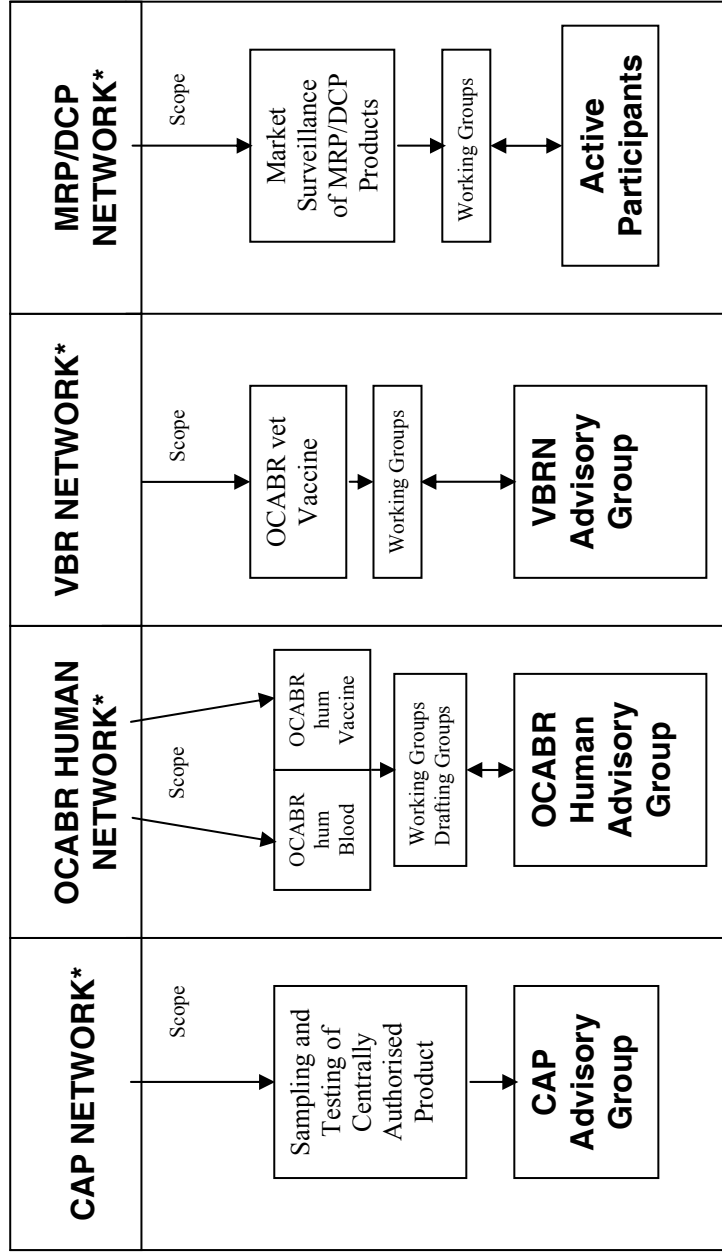 CAP NETWORK*
Scope
Sampling and
Testing of
Centrally
Authorised
Product
CAP
Advisory
Group
OCABR HUMAN
NETWORK*
Scope
OCABR
hum
Blood
OCABR
hum
Vaccine
Working Groups
Drafting Groups
OCABR
Human
Advisory
Group
VBR NETWORK*
Scope
OCABR vet
Vaccine
Working Groups
VBRN
Advisory
Group
MRP/DCP
NETWORK*
Scope
Market
Surveillance
of MRP/DCP
Products
Working Groups
Active
Participants